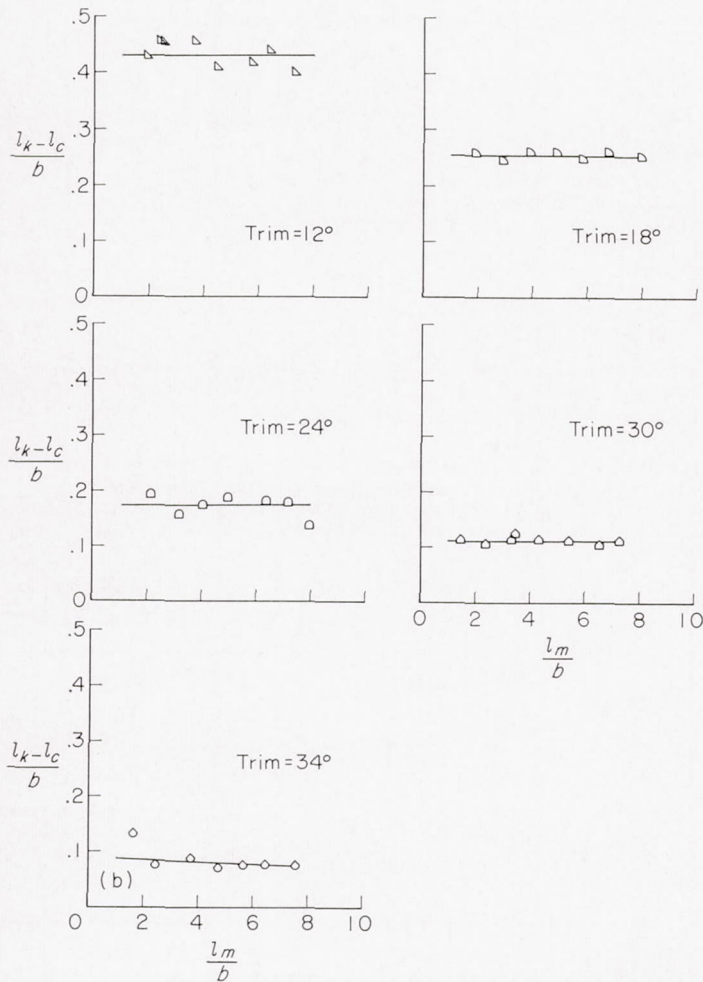 .5
.4
.3
.2
.1
0
l_k-l_c
b
Trim=12°
Trim=18°
.5
.4
.3
.2
.1
0
l_k-l_c
b
Trim=24°
Trim=30°
0 2 4 6 8 10
l_m
b
.5
.4
.3
.2
.1
l_k-l_c
b
Trim=34°
(b)
0 2 4 6 8 10
l_m
b